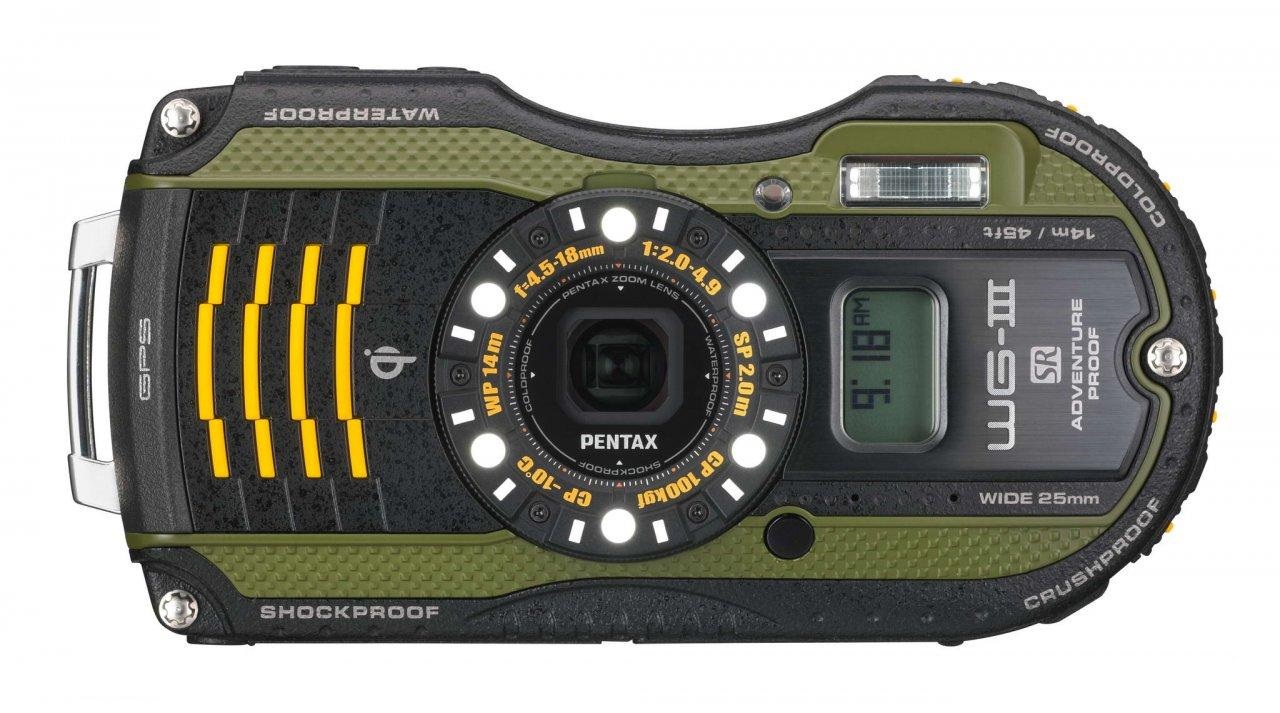 WATERPROOF
COLDPROOF
14m / 45ft
GPS
f=4.5-18mm
1:2.0-4.9
PENTAX ZOOM LENS
WP 14m
COLDPROOF
WATERPROOF
SP 2.0m
PENTAX
SHOCKPROOF
CP -10°C
CP 100kgf
9:18 AM
WG-III
SR
ADVENTURE
PROOF
WIDE 25mm
SHOCKPROOF
CRUSHPROOF